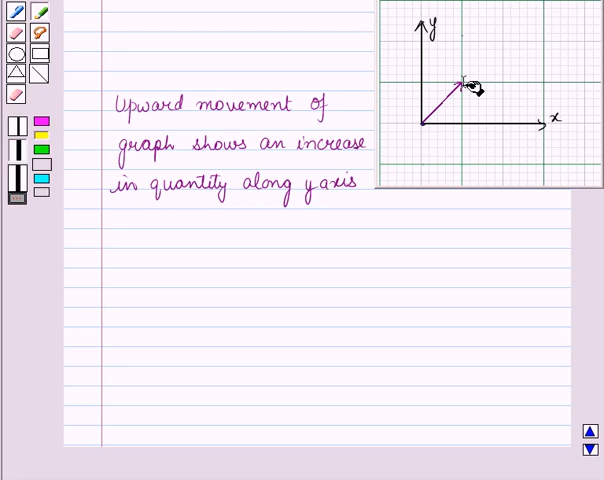 Upward movement of
graph shows an increase
in quantity along y axis
y
x